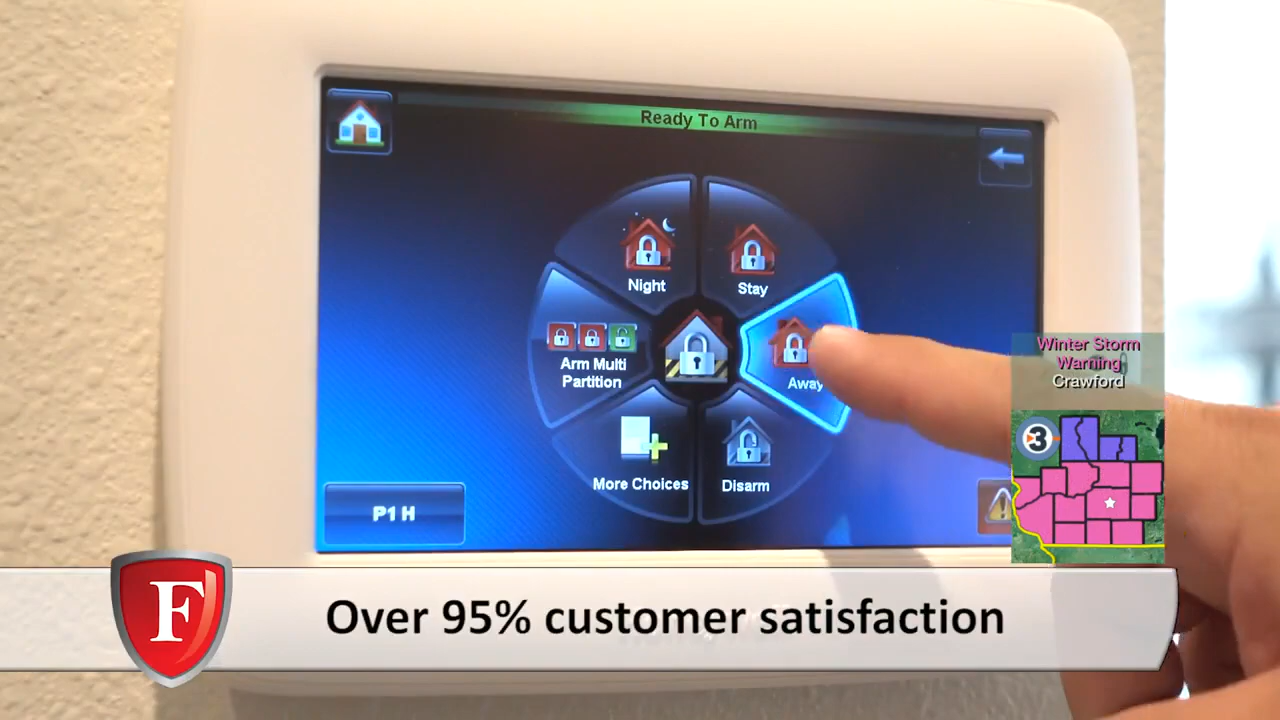 Ready To Arm
Night
Stay
Arm Multi
Partition
Away
More Choices
Disarm
P1 H
Winter Storm
Warning
Crawford
3
F
Over 95% customer satisfaction